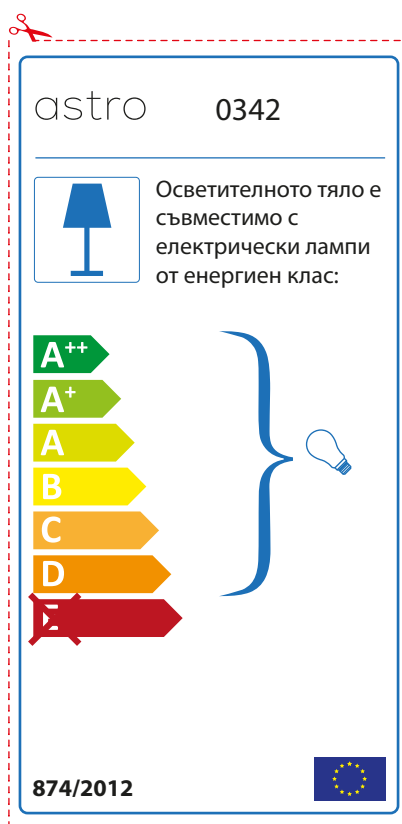 astro 0342
Осветителното тяло е
съвместимо с
електрически лампи
от енергиен клас:
A++
A+
A
B
C
D
E
874/2012